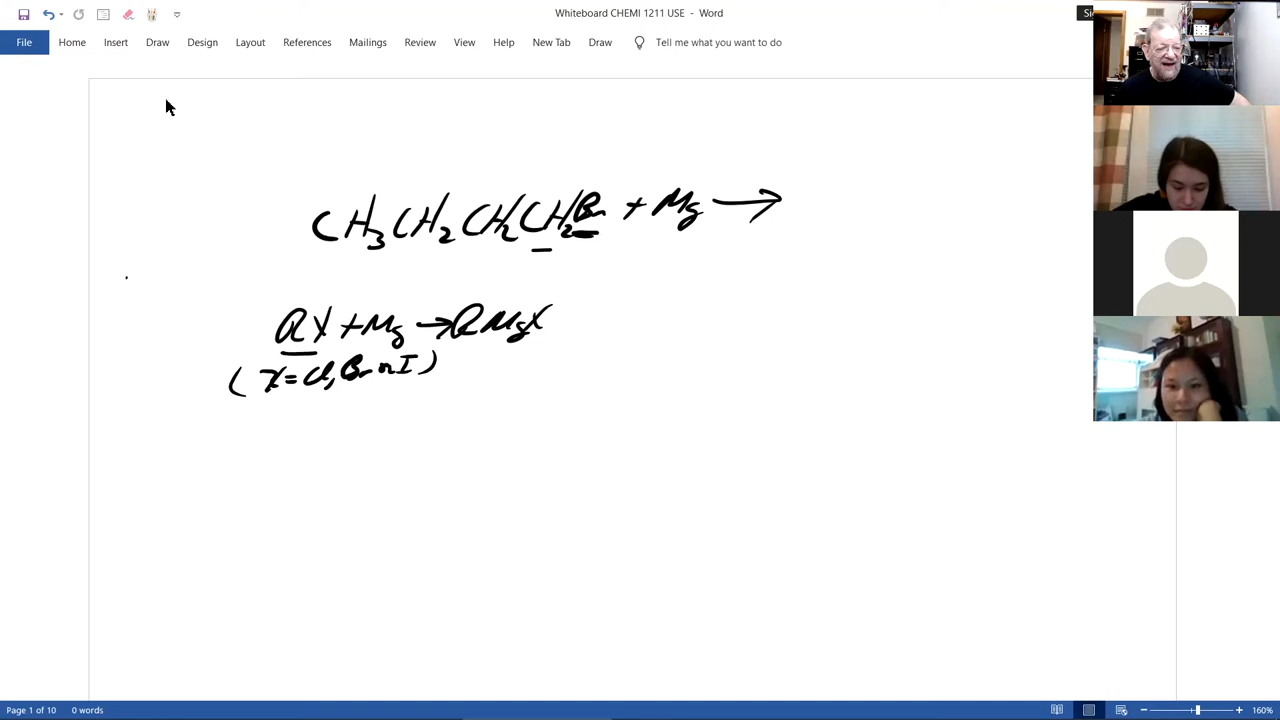 Whiteboard CHEMI 1211 USE - Word
File Home Insert Draw Design Layout References Mailings Review View Help New Tab Draw Tell me what you want to do
CH3CH2CH2CH2Br + Mg →
RX + Mg → RMgX
(X = Cl, Br or I)
Page 1 of 10 0 words 160%